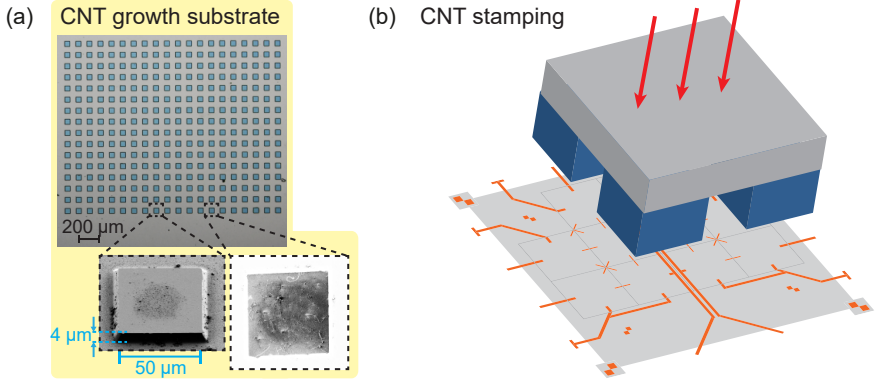 (a) CNT growth substrate
200 µm
4 µm
50 µm
(b) CNT stamping